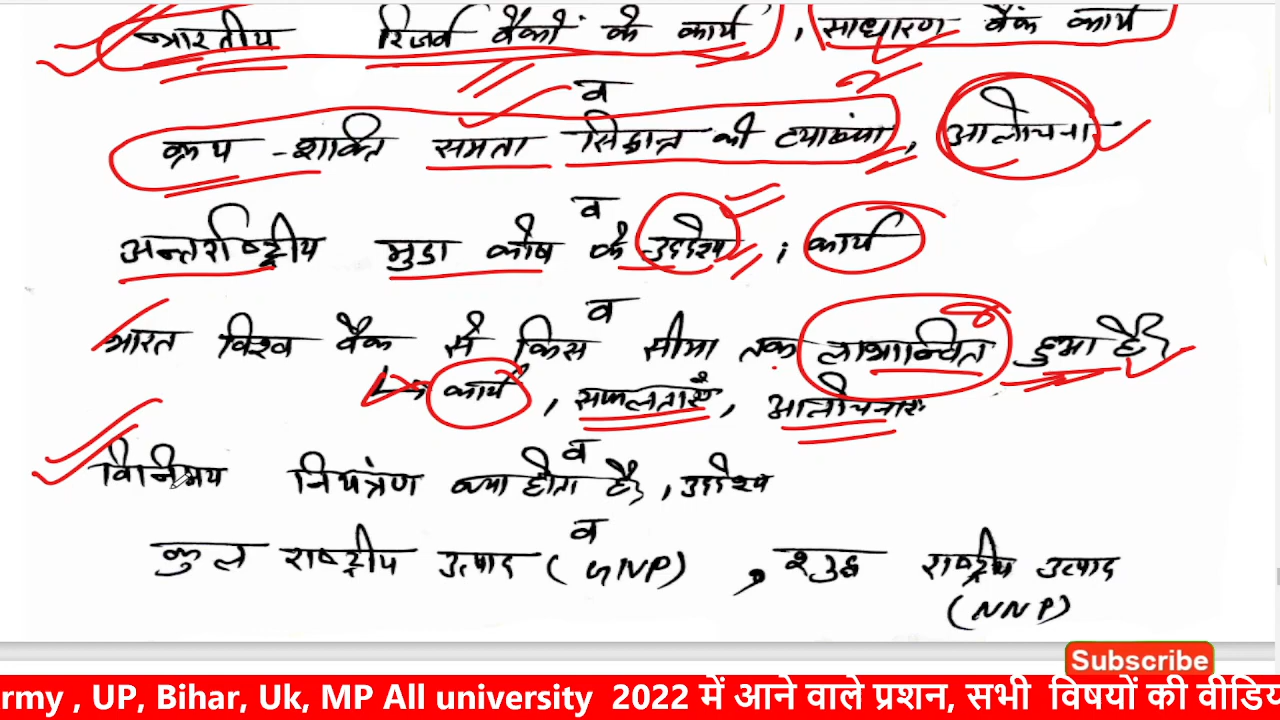 भारतीय रिजर्व बैंकों के कार्य , साधारण बैंक कार्य
व
क्रय - शक्ति समता सिद्धान्त की व्याख्या , आलोचना
व
अन्तर्राष्ट्रीय मुद्रा कोष के उद्देश्य ; कार्य
व
भारत विश्व बैंक से किस सीमा तक लाभान्वित हुआ है?
↳ कार्य , सफलताएँ , आलोचनाएं
विनिमय नियंत्रण क्या होता है? , उद्देश्य
व
कुल राष्ट्रीय उत्पाद ( GNP ) , शुद्ध राष्ट्रीय उत्पाद
(NNP)
Subscribe
rmy , UP, Bihar, Uk, MP All university 2022 में आने वाले प्रशन, सभी विषयों की वीडिय